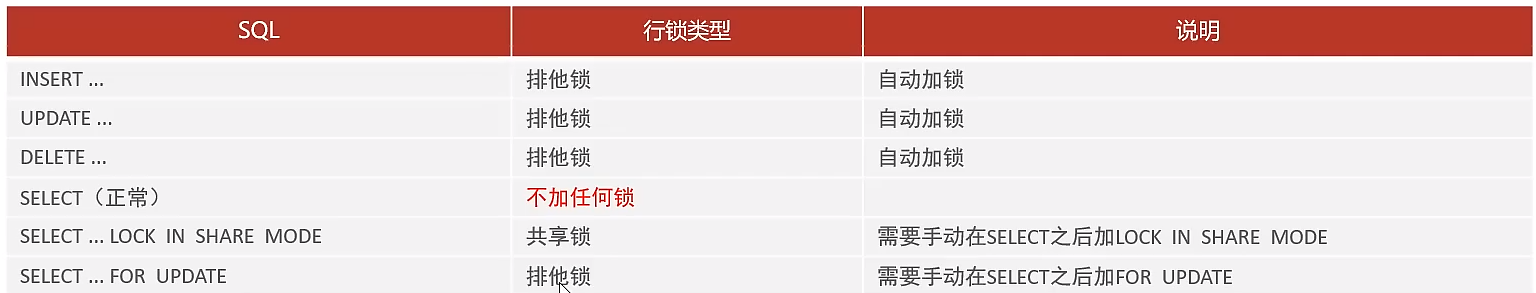 SQL 行锁类型 说明
INSERT ... 排他锁 自动加锁
UPDATE ... 排他锁 自动加锁
DELETE ... 排他锁 自动加锁
SELECT（正常） 不加任何锁
SELECT ... LOCK IN SHARE MODE 共享锁 需要手动在SELECT之后加LOCK IN SHARE MODE
SELECT ... FOR UPDATE 排他锁 需要手动在SELECT之后加FOR UPDATE